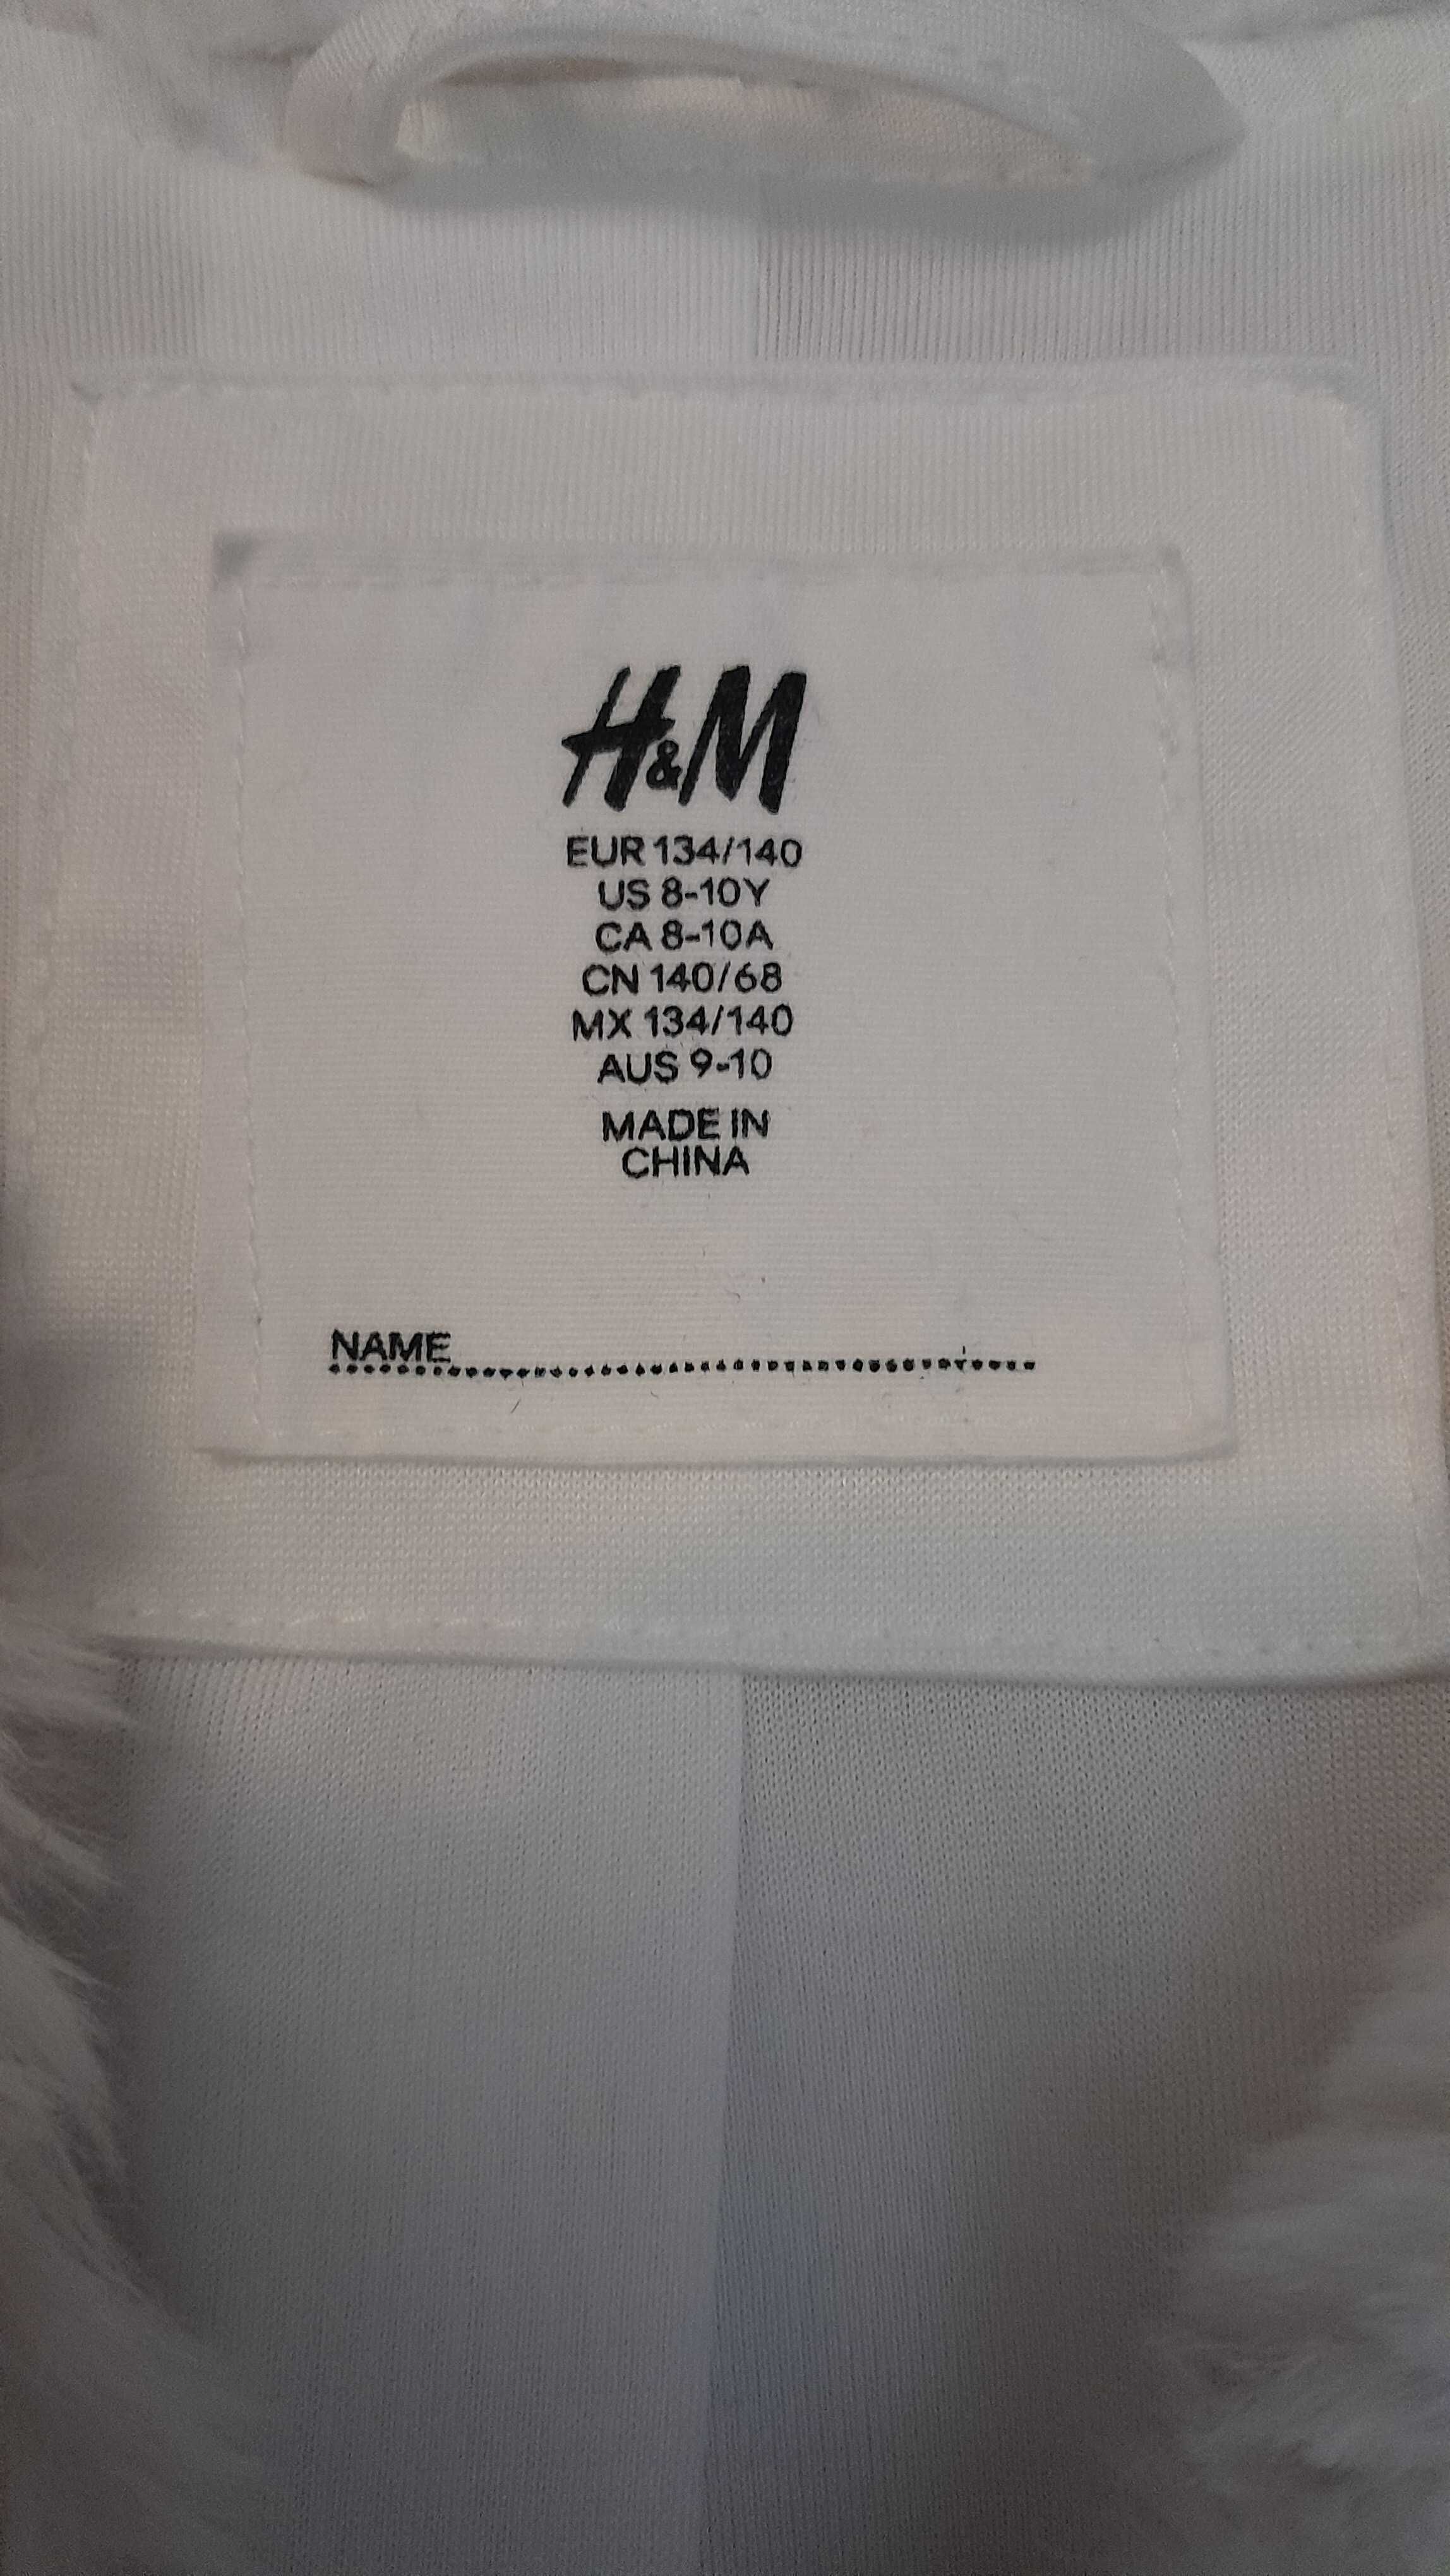 H&M
EUR 134/140
US 8-10Y
CA 8-10A
CN 140/68
MX 134/140
AUS 9-10
MADE IN
CHINA
NAME